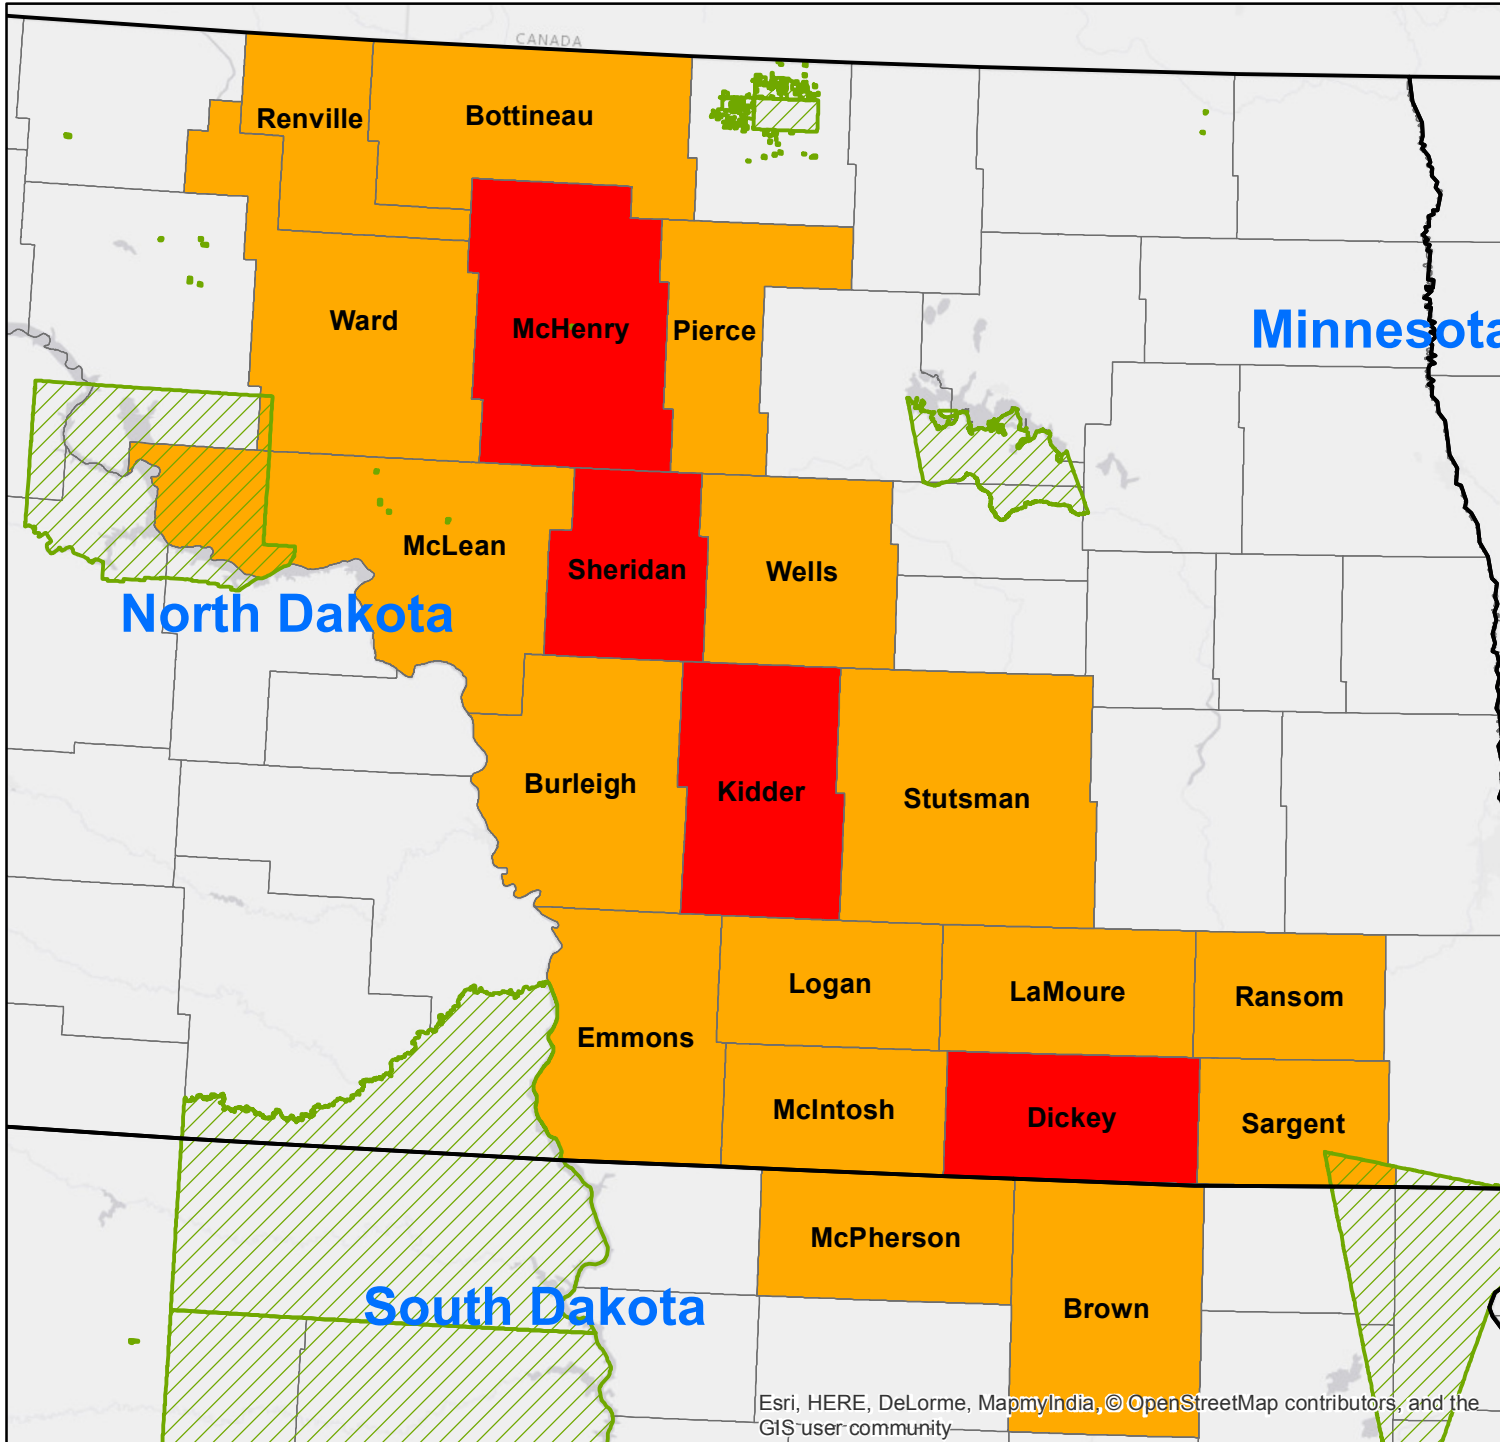 CANADA
Renville
Bottineau
Ward
McHenry
Pierce
Minnesota
McLean
Sheridan
Wells
North Dakota
Burleigh
Kidder
Stutsman
Logan
LaMoure
Ransom
Emmons
McIntosh
Dickey
Sargent
McPherson
South Dakota
Brown
Esri, HERE, DeLorme, MapmyIndia, © OpenStreetMap contributors, and the
GIS user community